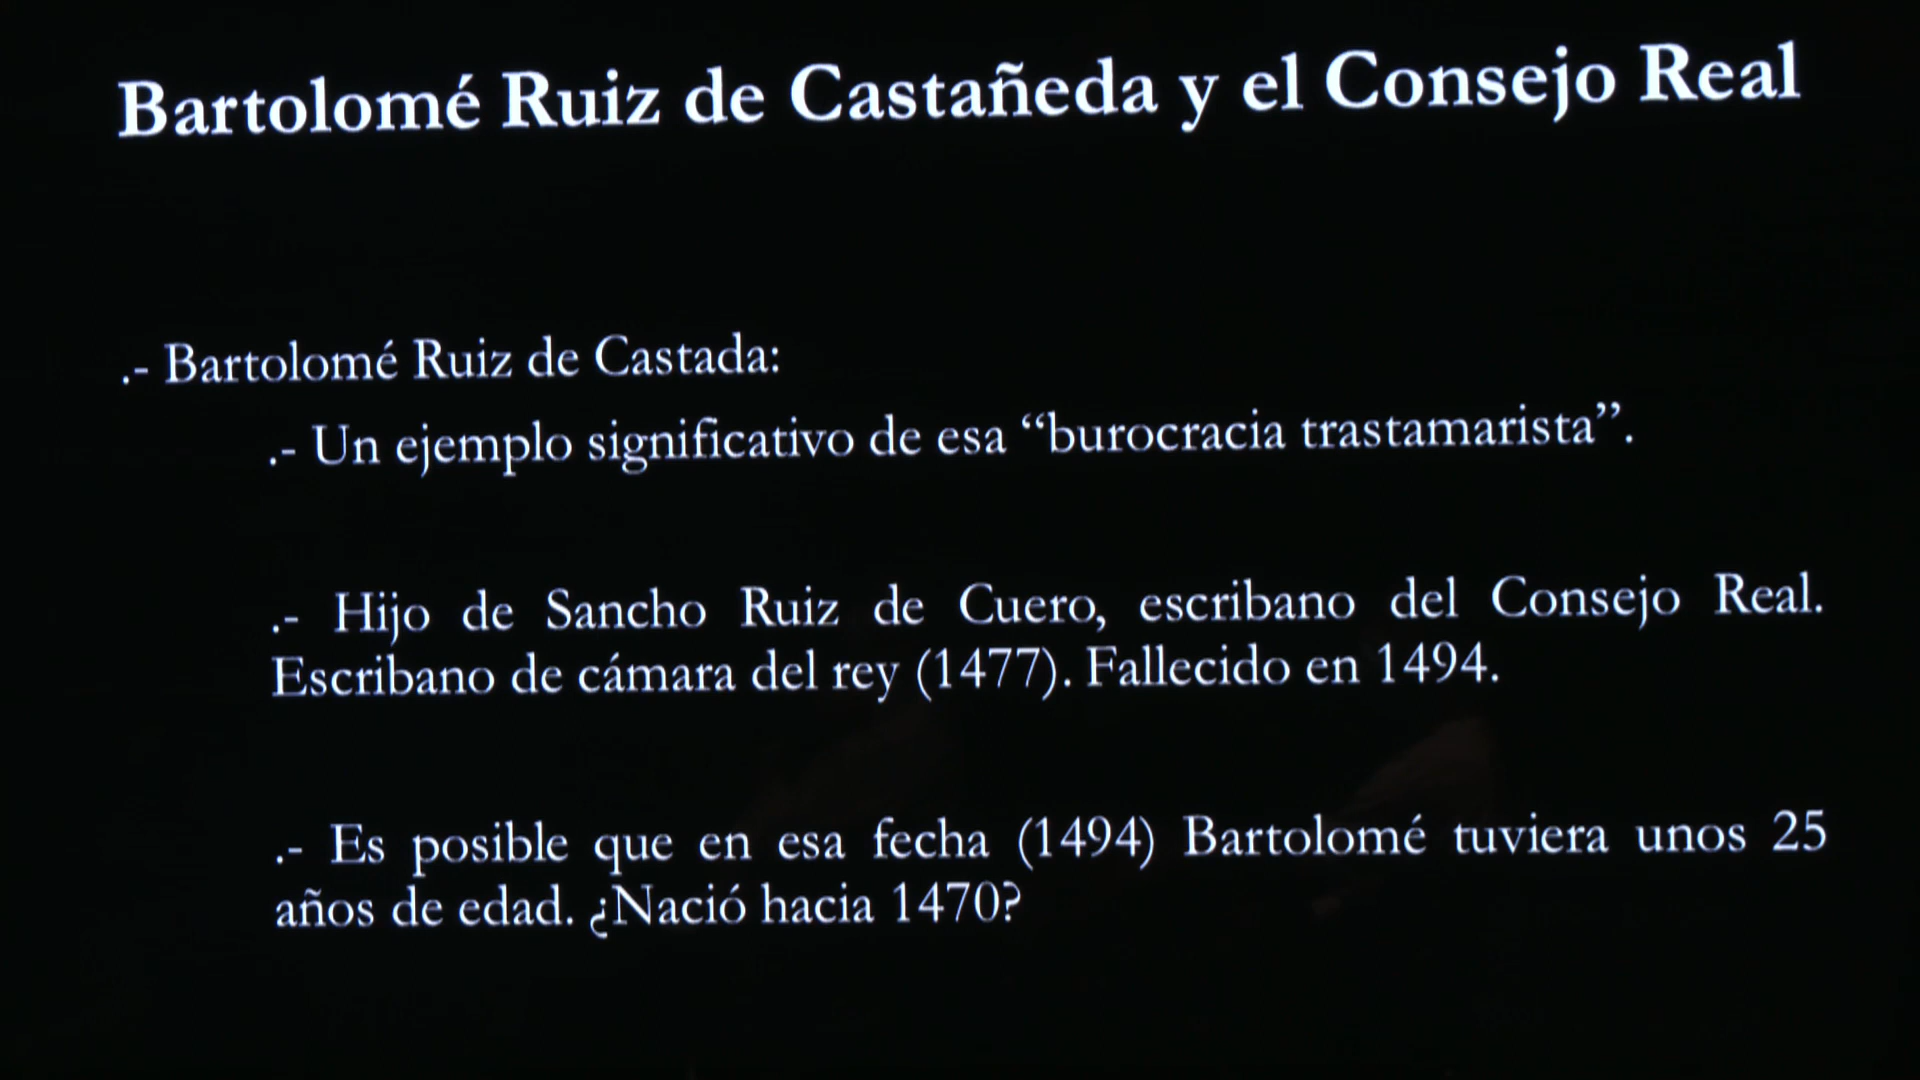 Bartolomé Ruiz de Castañeda y el Consejo Real
.- Bartolomé Ruiz de Castada:
.- Un ejemplo significativo de esa “burocracia trastamarista”.
.- Hijo de Sancho Ruiz de Cuero, escribano del Consejo Real.
Escribano de cámara del rey (1477). Fallecido en 1494.
.- Es posible que en esa fecha (1494) Bartolomé tuviera unos 25
años de edad. ¿Nació hacia 1470?